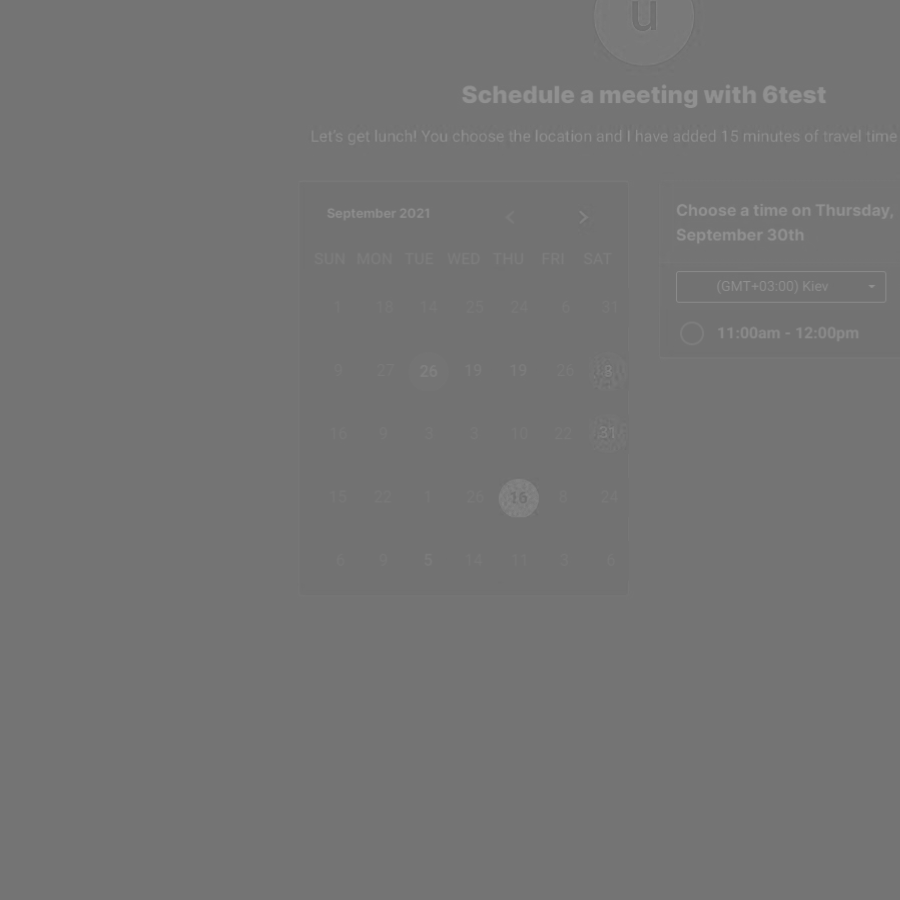 u
Schedule a meeting with 6test
Let's get lunch! You choose the location and I have added 15 minutes of travel time
September 2021
SUN MON TUE WED THU FRI SAT
1 18 14 25 24 6 31
9 27 26 19 19 26 18
16 9 3 3 10 22 31
15 22 1 26 16 8 24
6 9 5 14 11 3 6
Choose a time on Thursday,
September 30th
(GMT+03:00) Kiev
11:00am - 12:00pm